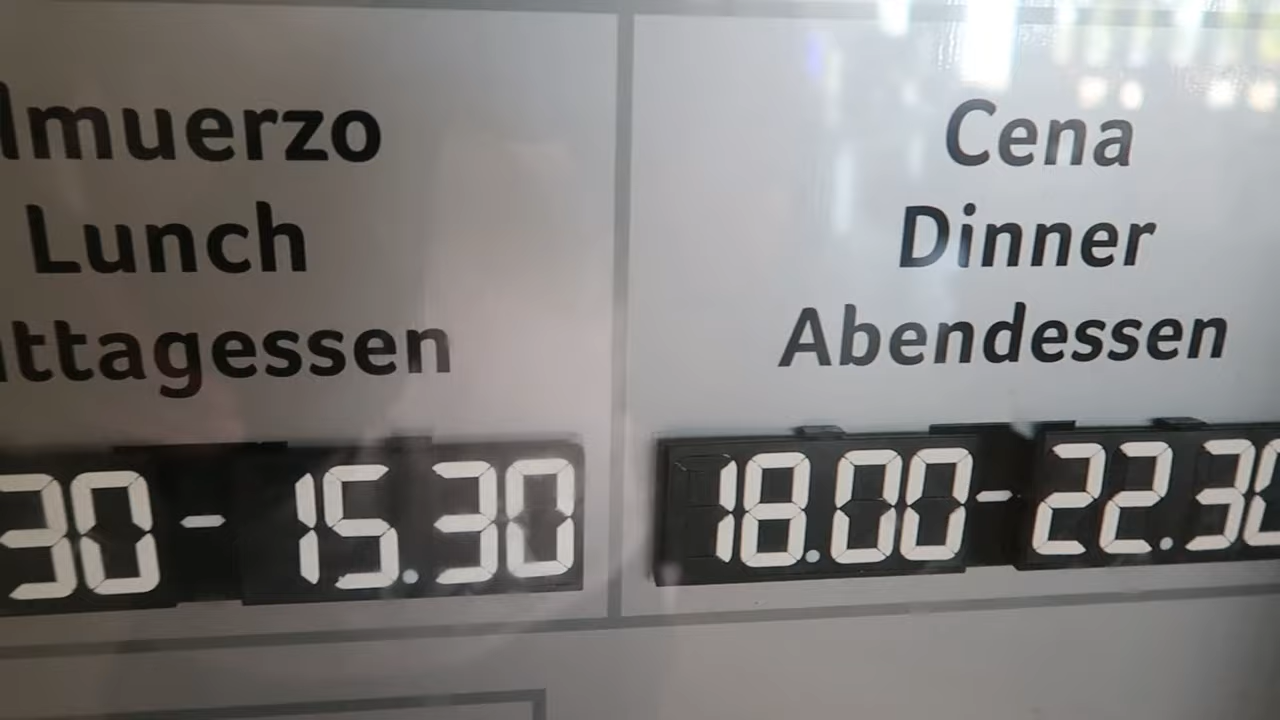 lmuerzo
Lunch
ttagessen
30 - 15.30
Cena
Dinner
Abendessen
18.00-22.30